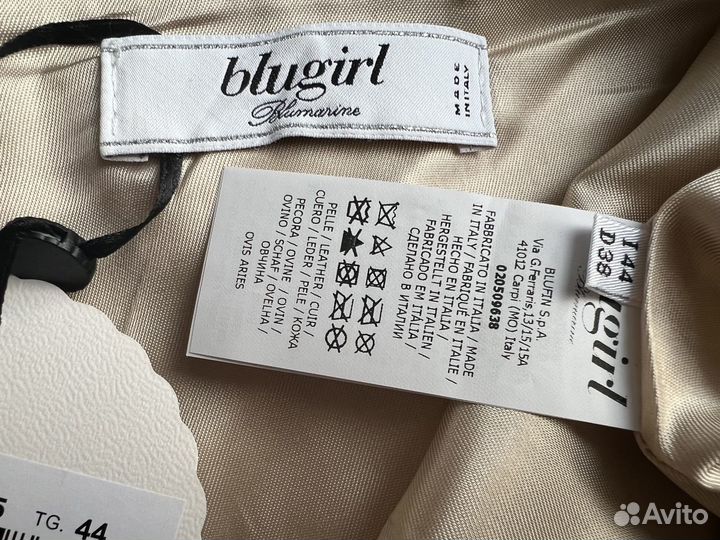 blugirl
Blumarine
MADE
IN ITALY
I 44
D 38
BLUFIN S.p.A.
Via G.Ferraris,13/15/15A
41012 Carpi (MO) Italy
020509638
FABBRICATO IN ITALIA / MADE
IN ITALY / FABRIQUÉ EN ITALIE /
HECHO EN ITALIA /
HERGESTELLT IN ITALIEN /
FABRICADO EM ITÁLIA /
СДЕЛАНО В ИТАЛИИ
PELLE / LEATHER / CUIR /
CUERO / LEDER / PELE / КОЖА
PECORA / OVINE / OVIN /
OVINO / SCHAF / OVELHA /
ОВЧИНА
OVIS ARIES
5
TG. 44
Avito